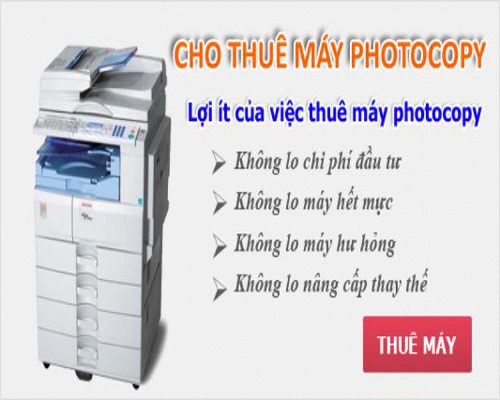 CHO THUÊ MÁY PHOTOCOPY
Lợi ít của việc thuê máy photocopy
Không lo chi phí đầu tư
Không lo máy hết mực
Không lo máy hư hỏng
Không lo nâng cấp thay thế
THUÊ MÁY